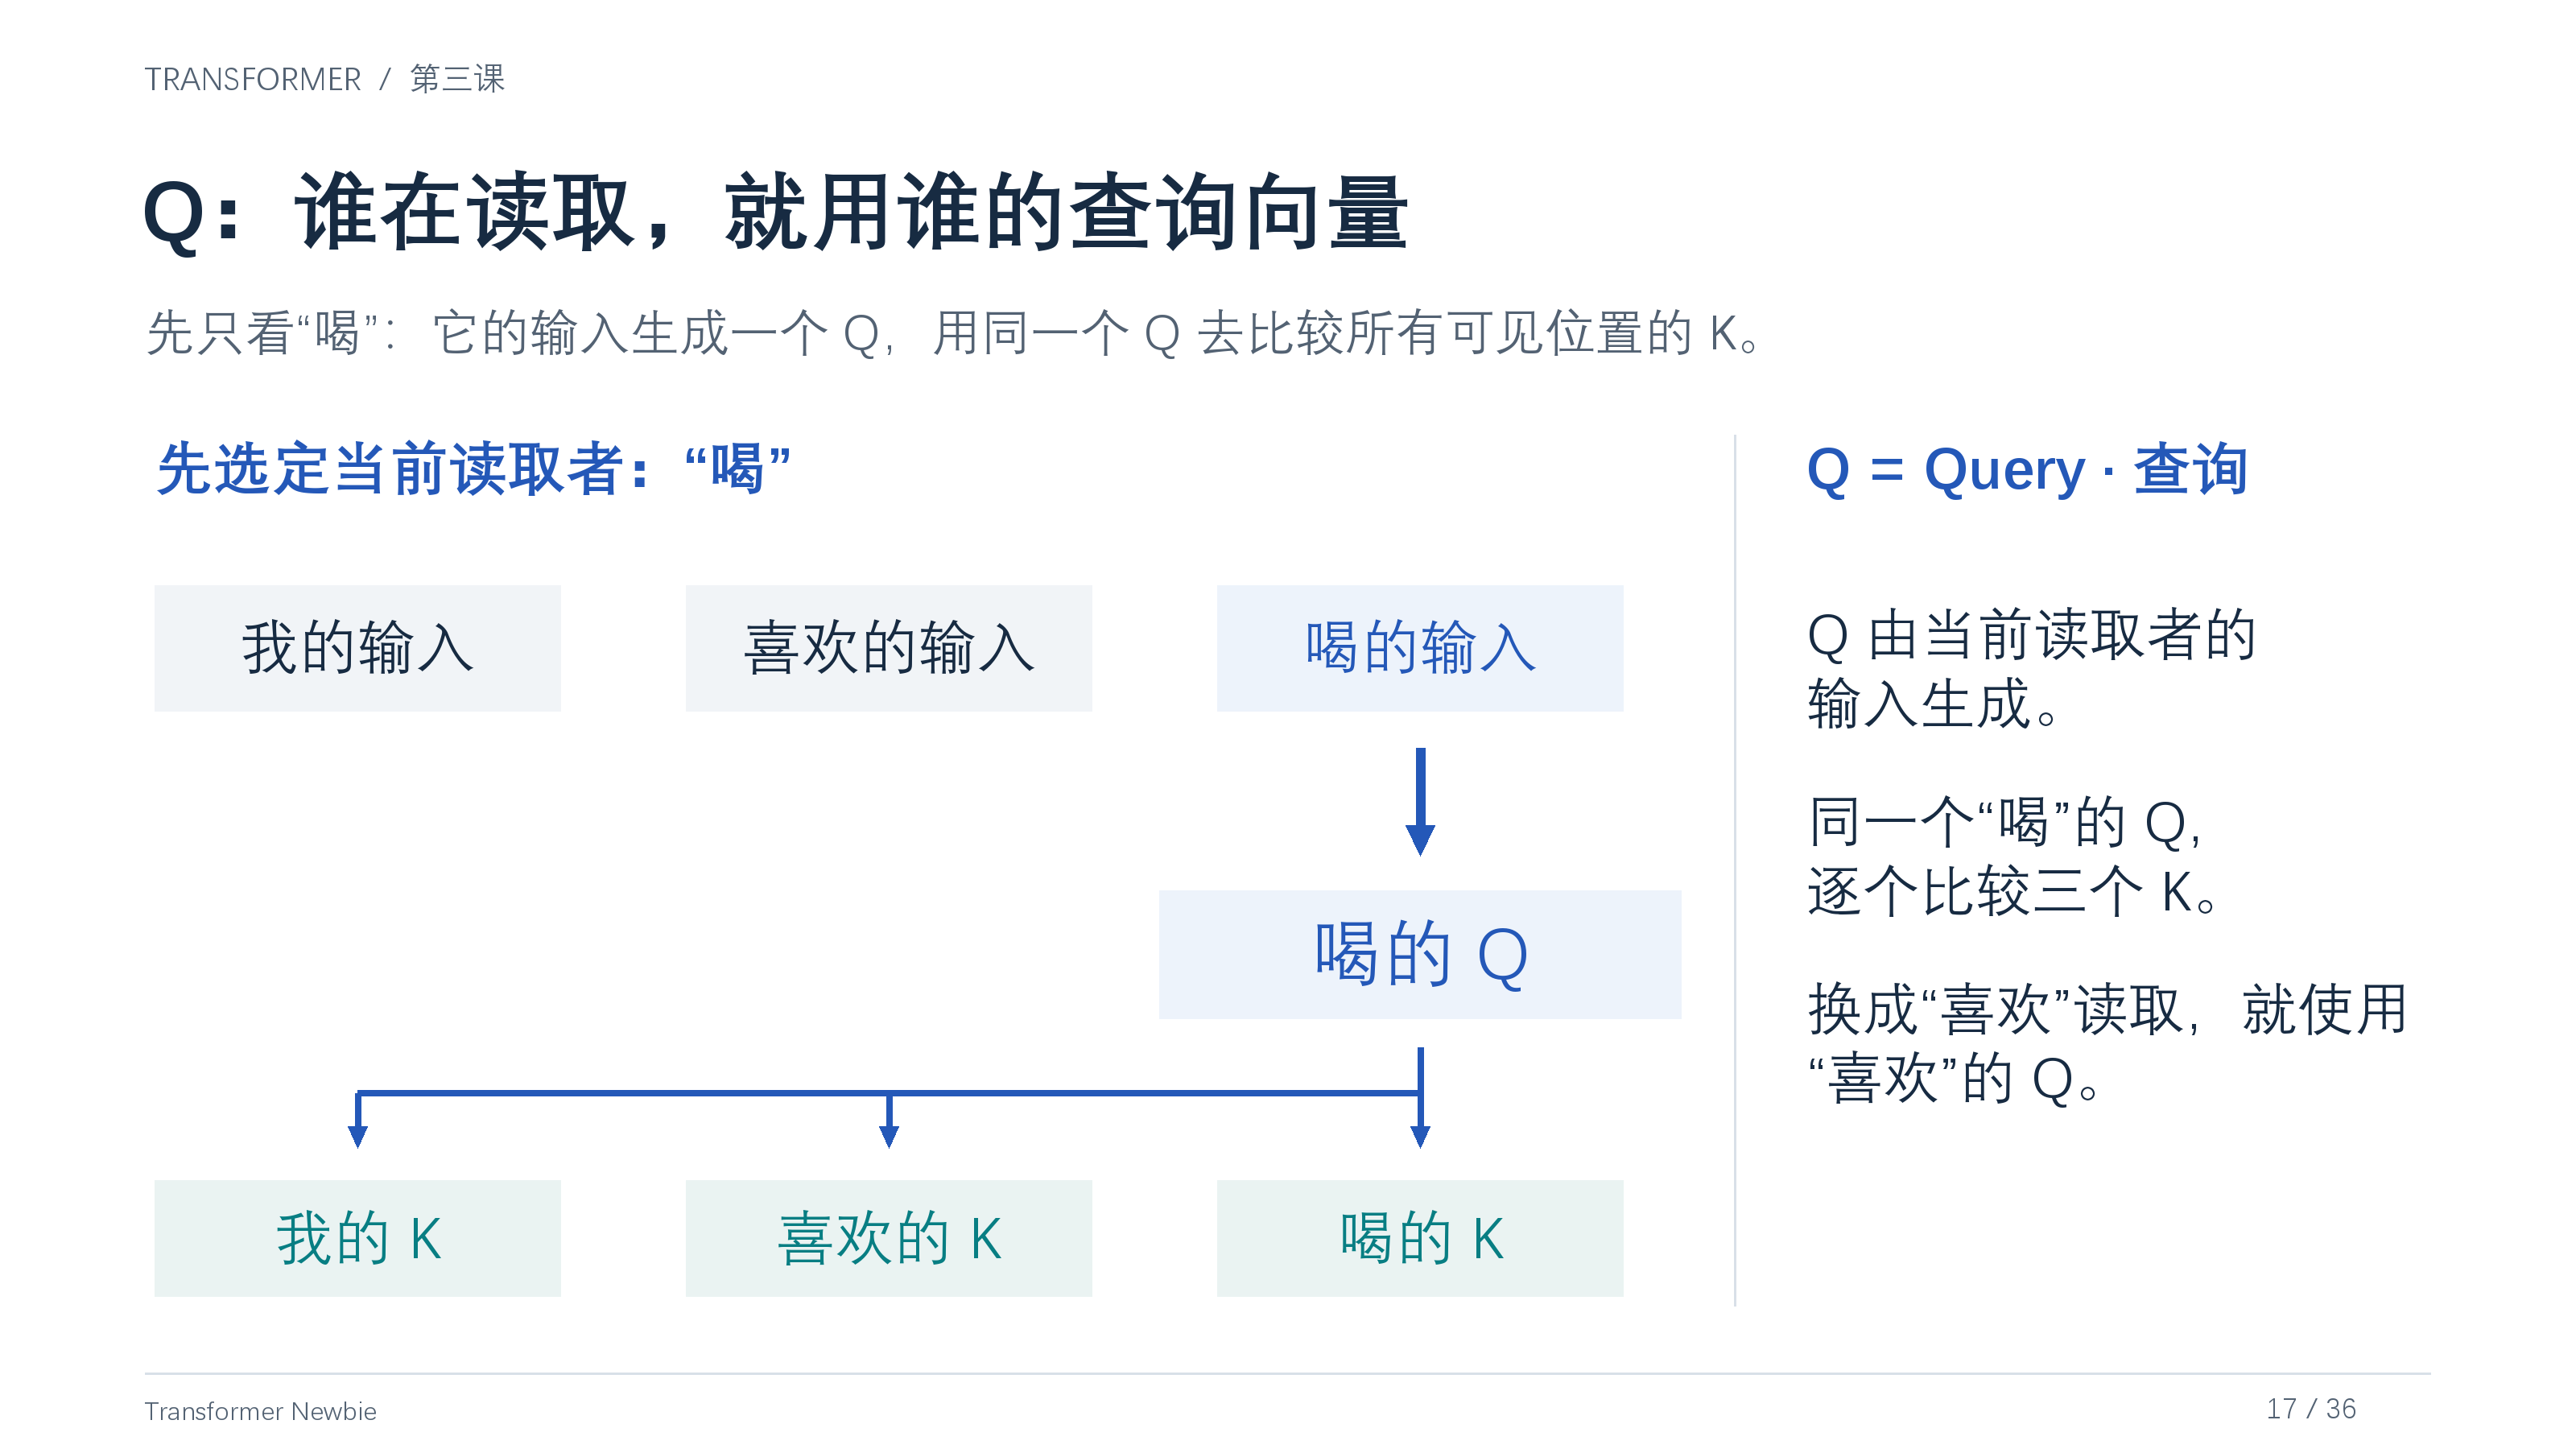 TRANSFORMER / 第三课
Q：谁在读取，就用谁的查询向量
先只看“喝”：它的输入生成一个 Q，用同一个 Q 去比较所有可见位置的 K。
先选定当前读取者：“喝”
我的输入
喜欢的输入
喝的输入
喝的 Q
我的 K
喜欢的 K
喝的 K
Q = Query · 查询
Q 由当前读取者的
输入生成。
同一个“喝”的 Q，
逐个比较三个 K。
换成“喜欢”读取，就使用
“喜欢”的 Q。
Transformer Newbie
17 / 36